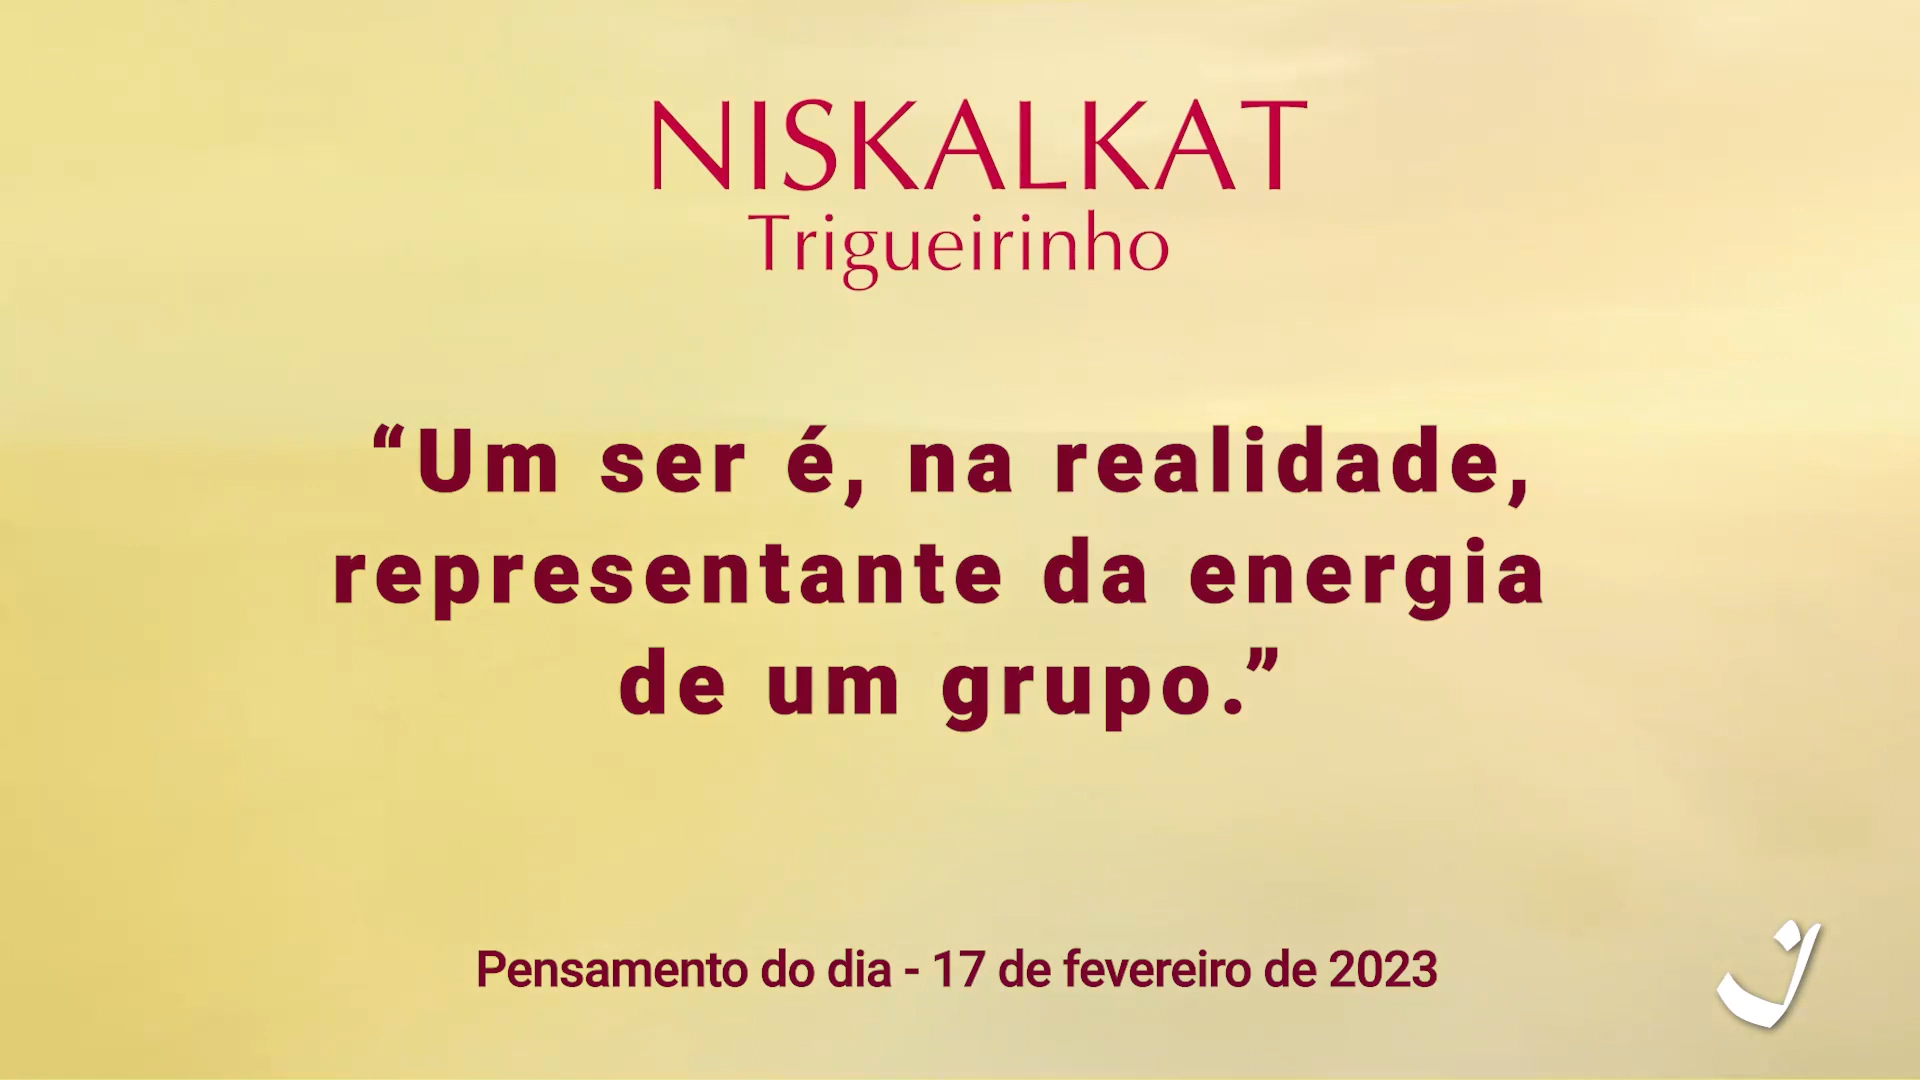 NISKALKAT
Trigueirinho
“Um ser é, na realidade,
representante da energia
de um grupo.”
Pensamento do dia - 17 de fevereiro de 2023